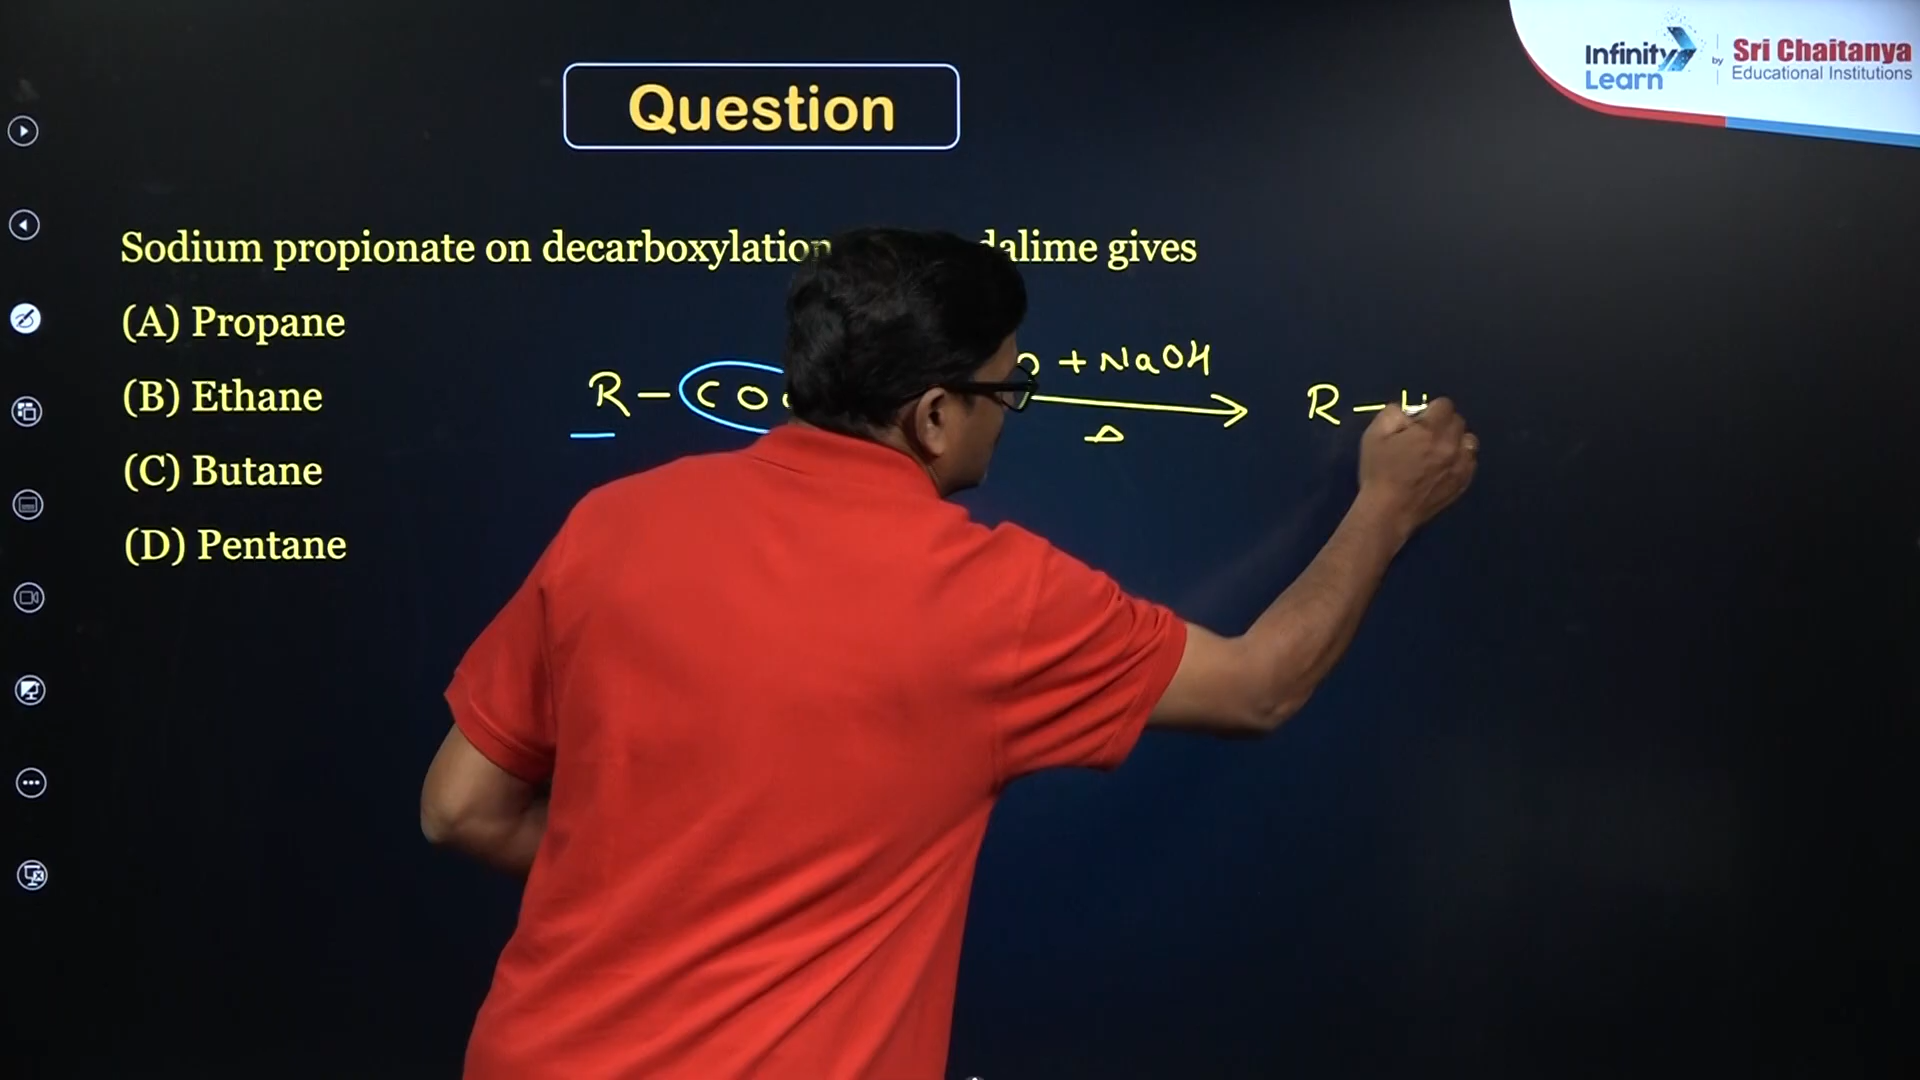 Infinity Learn by Sri Chaitanya Educational Institutions
Question
Sodium propionate on decarboxylation dalime gives
(A) Propane
(B) Ethane
(C) Butane
(D) Pentane
R - CO O + NaOH → R - H
Δ